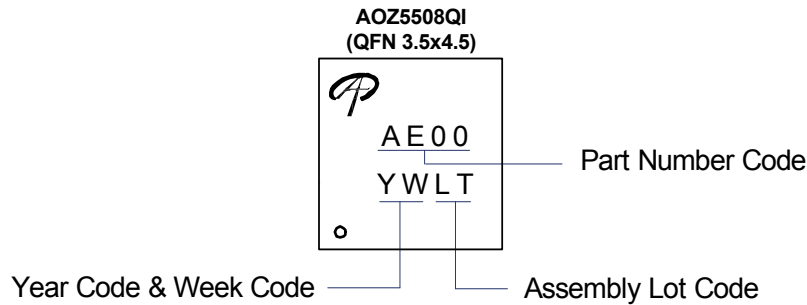 AOZ5508QI
(QFN 3.5x4.5)
AE00
Part Number Code
YWLT
Year Code & Week Code
Assembly Lot Code